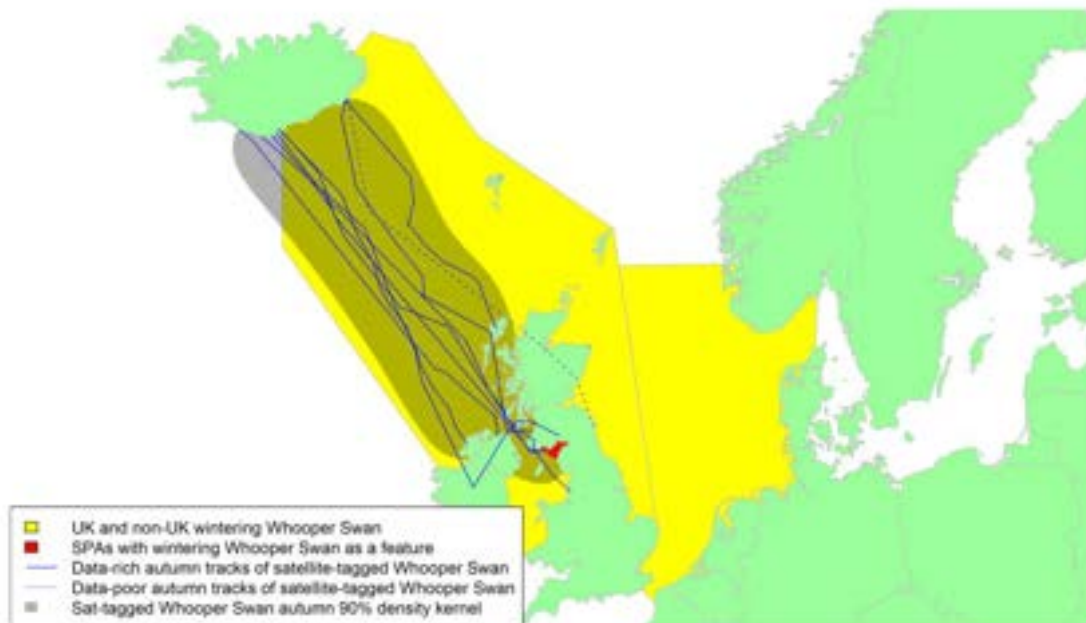 UK and non-UK wintering Whooper Swan
SPAs with wintering Whooper Swan as a feature
Data-rich autumn tracks of satellite-tagged Whooper Swan
Data-poor autumn tracks of satellite-tagged Whooper Swan
Sat-tagged Whooper Swan autumn 90% density kernel